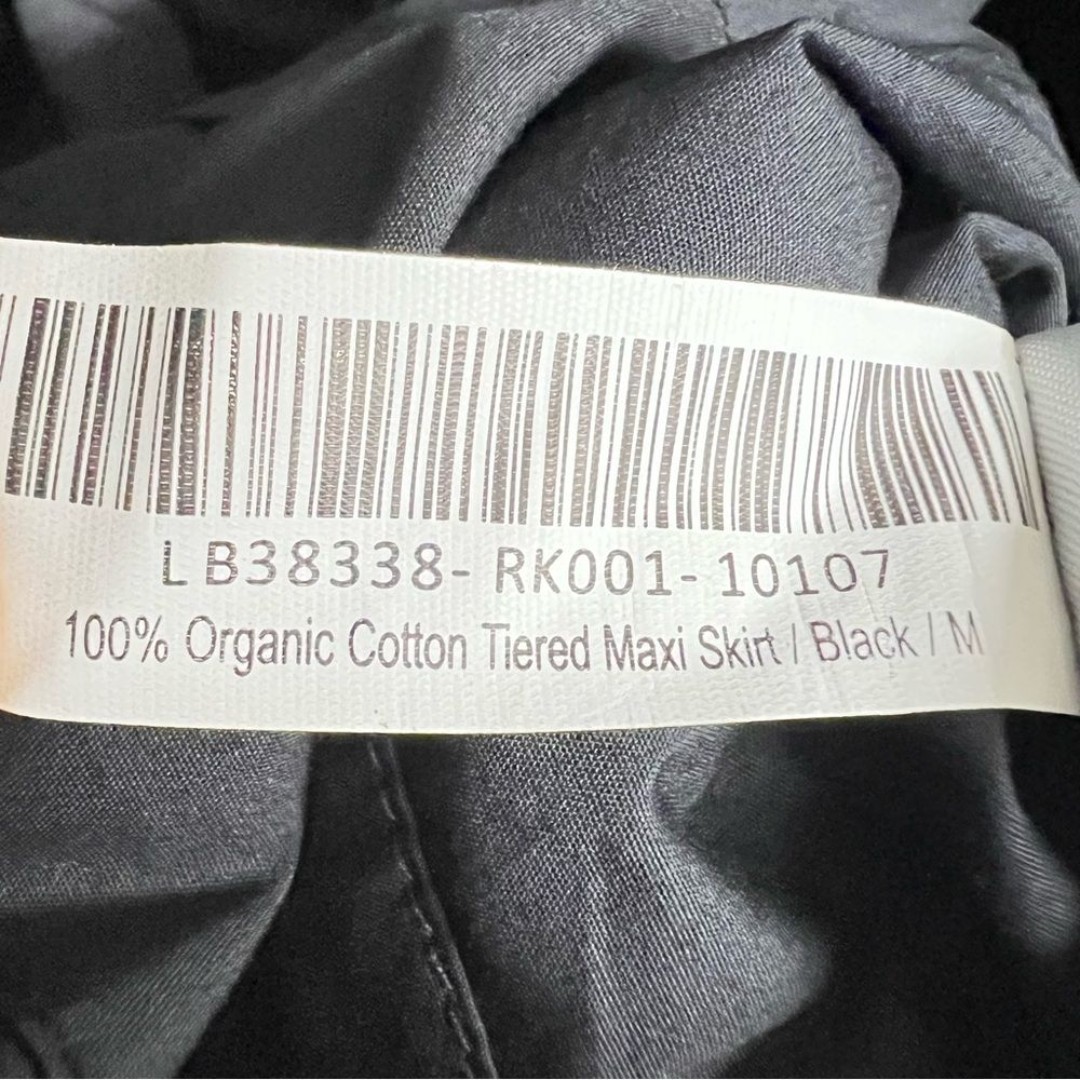 LB38338-RK001-10107
100% Organic Cotton Tiered Maxi Skirt / Black / M